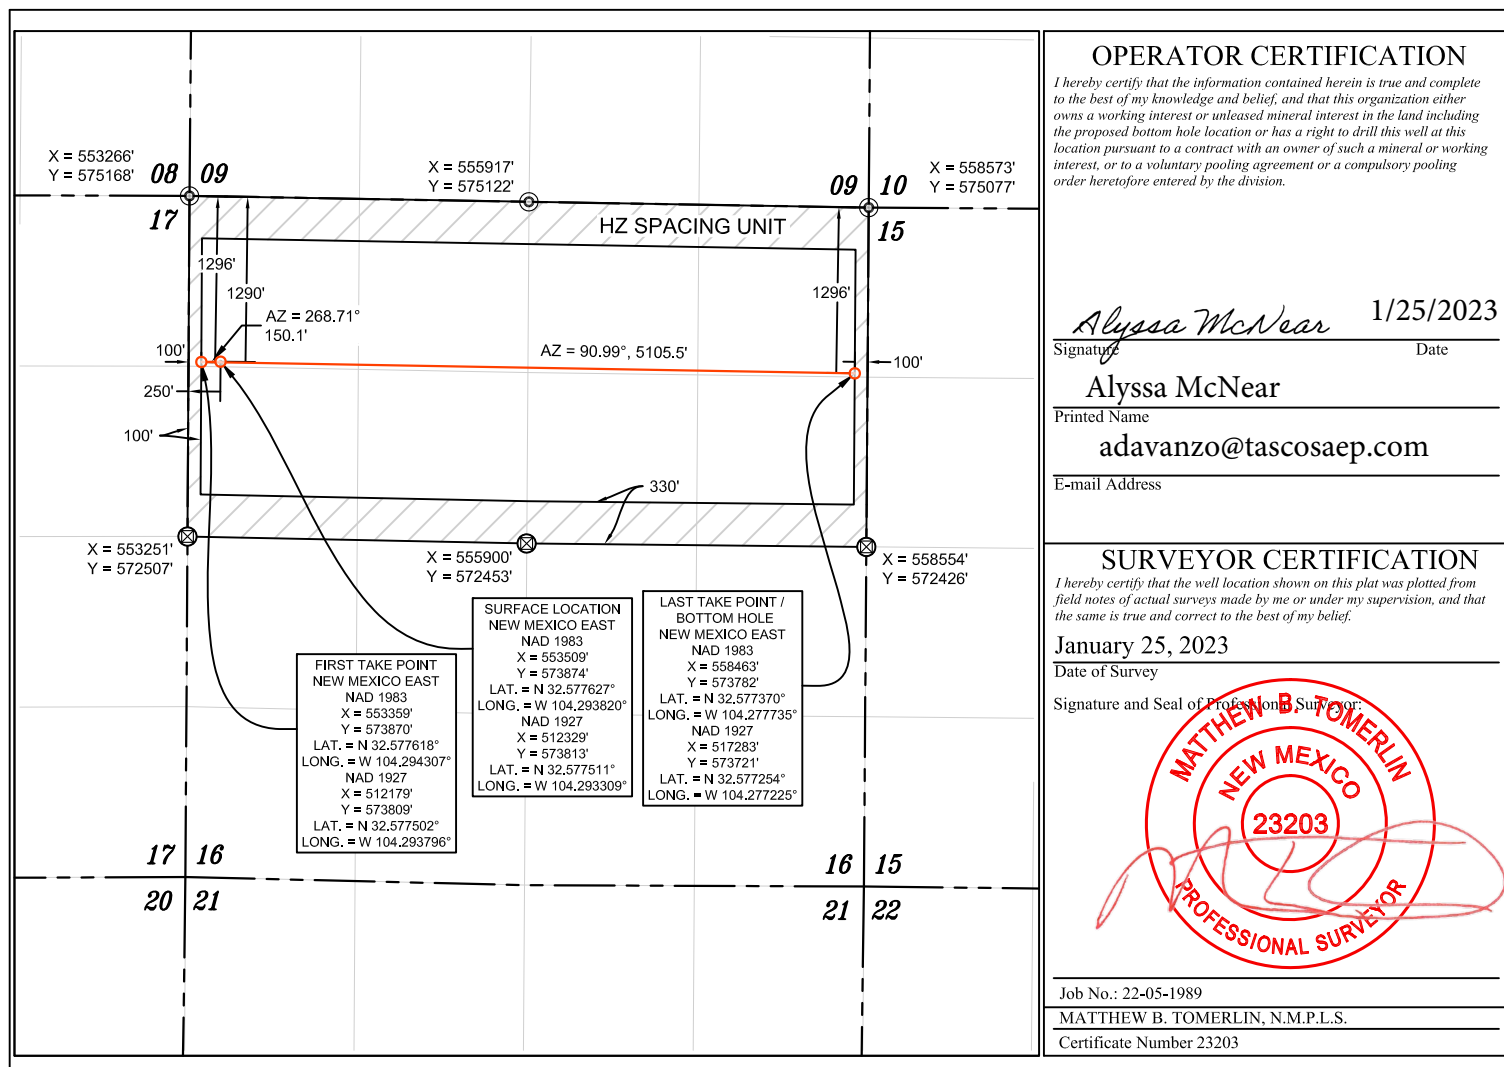 X = 553266'
Y = 575168'
08 09
17
X = 555917'
Y = 575122'
X = 558573'
Y = 575077'
09 10
15
HZ SPACING UNIT
1296'
1290'
1296'
AZ = 268.71°
150.1'
AZ = 90.99°, 5105.5'
100'
100'
250'
100'
330'
X = 553251'
Y = 572507'
X = 555900'
Y = 572453'
X = 558554'
Y = 572426'
FIRST TAKE POINT
NEW MEXICO EAST
NAD 1983
X = 553359'
Y = 573870'
LAT. = N 32.577618°
LONG. = W 104.294307°
NAD 1927
X = 512179'
Y = 573809'
LAT. = N 32.577502°
LONG. = W 104.293796°
SURFACE LOCATION
NEW MEXICO EAST
NAD 1983
X = 553509'
Y = 573874'
LAT. = N 32.577627°
LONG. = W 104.293820°
NAD 1927
X = 512329'
Y = 573813'
LAT. = N 32.577511°
LONG. = W 104.293309°
LAST TAKE POINT /
BOTTOM HOLE
NEW MEXICO EAST
NAD 1983
X = 558463'
Y = 573782'
LAT. = N 32.577370°
LONG. = W 104.277735°
NAD 1927
X = 517283'
Y = 573721'
LAT. = N 32.577254°
LONG. = W 104.277225°
17 16
20 21
16 15
21 22
OPERATOR CERTIFICATION
I hereby certify that the information contained herein is true and complete
to the best of my knowledge and belief, and that this organization either
owns a working interest or unleased mineral interest in the land including
the proposed bottom hole location or has a right to drill this well at this
location pursuant to a contract with an owner of such a mineral or working
interest, or to a voluntary pooling agreement or a compulsory pooling
order heretofore entered by the division.
Alyssa McNear 1/25/2023
Signature Date
Alyssa McNear
Printed Name
adavanzo@tascosaep.com
E-mail Address
SURVEYOR CERTIFICATION
I hereby certify that the well location shown on this plat was plotted from
field notes of actual surveys made by me or under my supervision, and that
the same is true and correct to the best of my belief.
January 25, 2023
Date of Survey
Signature and Seal of Professional Surveyor:
MATTHEW B. TOMERLIN
NEW MEXICO
23203
PROFESSIONAL SURVEYOR
Job No.: 22-05-1989
MATTHEW B. TOMERLIN, N.M.P.L.S.
Certificate Number 23203